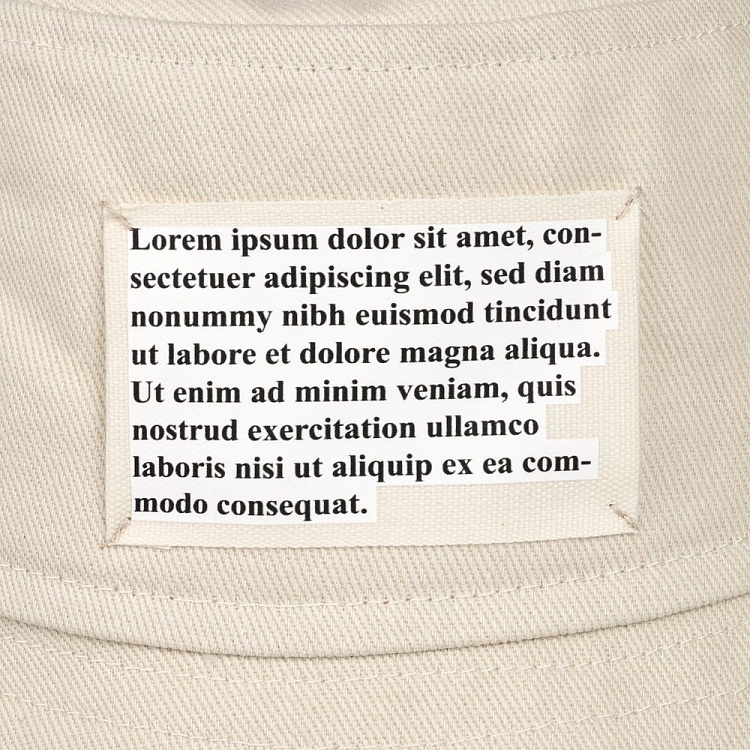 Lorem ipsum dolor sit amet, con-
sectetuer adipiscing elit, sed diam
nonummy nibh euismod tincidunt
ut labore et dolore magna aliqua.
Ut enim ad minim veniam, quis
nostrud exercitation ullamco
laboris nisi ut aliquip ex ea com-
modo consequat.